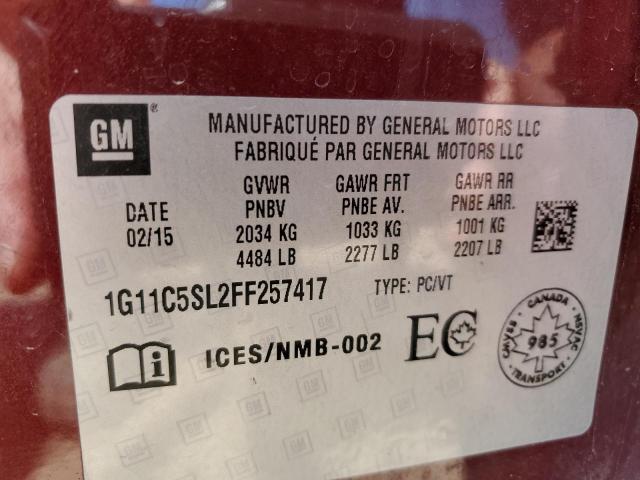 GM
MANUFACTURED BY GENERAL MOTORS LLC
FABRIQUÉ PAR GENERAL MOTORS LLC
DATE
02/15
GVWR
PNBV
2034 KG
4484 LB
GAWR FRT
PNBE AV.
1033 KG
2277 LB
GAWR RR
PNBE ARR.
1001 KG
2207 LB
1G11C5SL2FF257417 TYPE: PC/VT
ICES/NMB-002
EC
CANADA
NSVAC
985
TRANSPORT
CMVSS